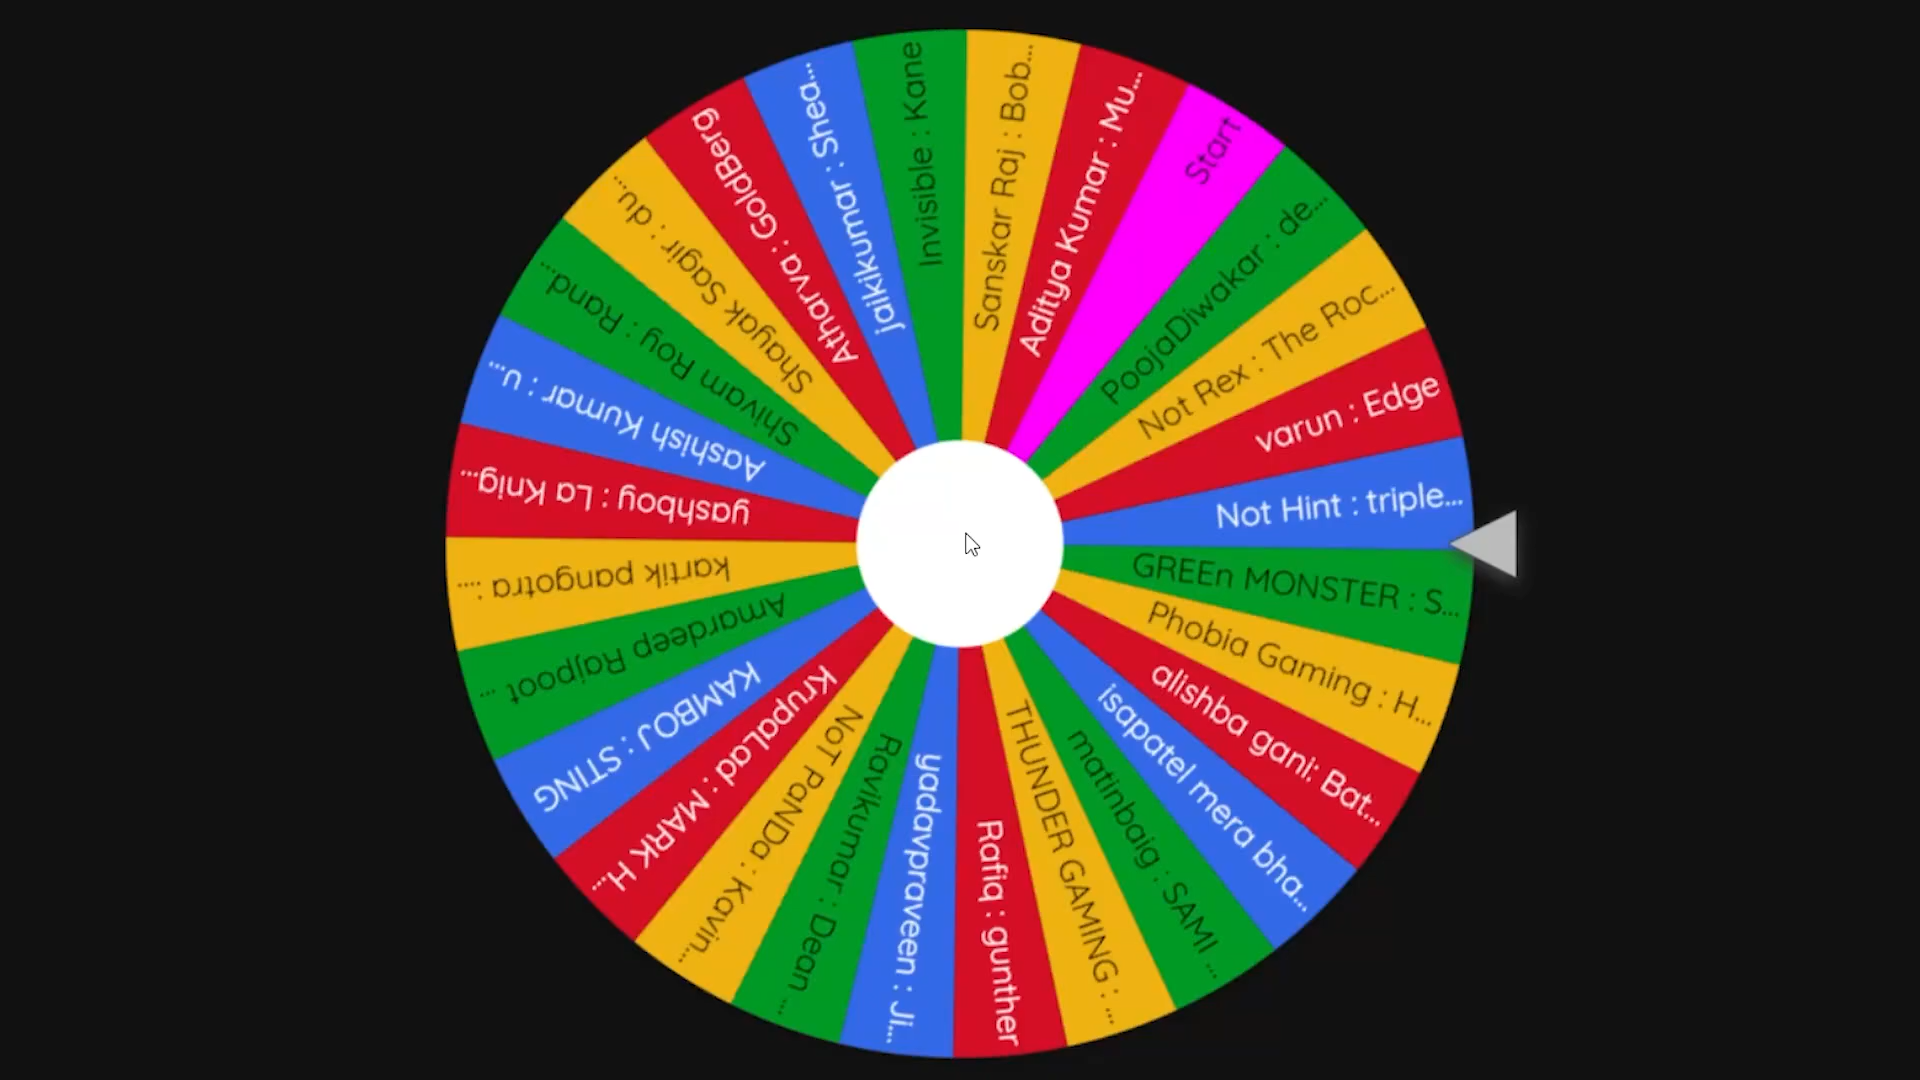 Start
PoojaDiwakar : de...
Not Rex : The Roc...
varun : Edge
Not Hint : triple...
GREEn MONSTER : S...
Phobia Gaming : H...
alishba gani: Bat...
isapatel mera bha...
matinbaig : SAMI ...
THUNDER GAMING : ...
Rafiq : gunther
yadavpraveen : Ji...
Ravikumar : Dean ...
NoT PaNDa : Kavin...
KrupaLad : MARK H...
KAMBOJ : STING
Amardeep Rajpoot ...
kartik pangotra : ...
yashboy : La Knig...
Aashish Kumar : u...
Shivam Roy : Rand...
Shayak Sagir : du...
Atharva : GoldBerg
jaikikumar : Shea...
Invisible : Kane
Sanskar Raj : Bob...
Aditya Kumar : Mu...